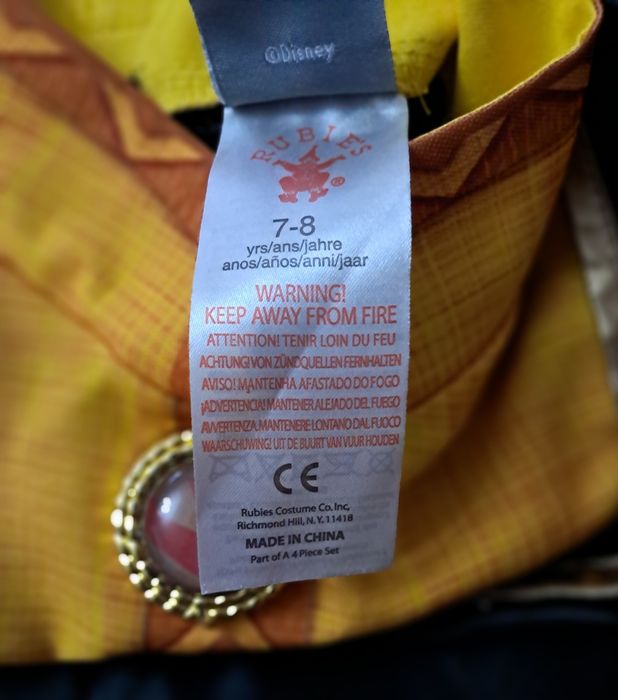 ©Disney
RUBIE'S
®
7-8
yrs/ans/jahre
anos/años/anni/jaar
WARNING!
KEEP AWAY FROM FIRE
ATTENTION! TENIR LOIN DU FEU
ACHTUNG! VON ZÜNDQUELLEN FERNHALTEN
AVISO! MANTENHA AFASTADO DO FOGO
¡ADVERTENCIA! MANTENER ALEJADO DEL FUEGO
AVVERTENZA. MANTENERE LONTANO DAL FUOCO
WAARSCHUWING! UIT DE BUURT VAN VUUR HOUDEN
CE
Rubies Costume Co. Inc,
Richmond Hill, N. Y. 11418
MADE IN CHINA
Part of A 4 Piece Set